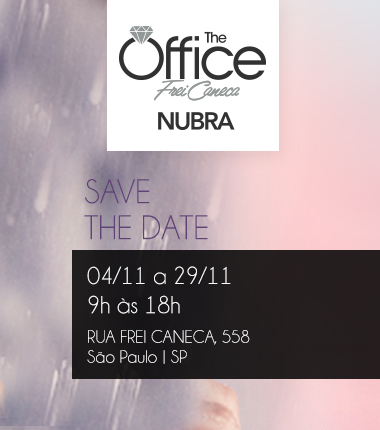 The
Office
Frei Caneca
NUBRA
SAVE
THE DATE
04/11 a 29/11
9h às 18h
RUA FREI CANECA, 558
São Paulo | SP